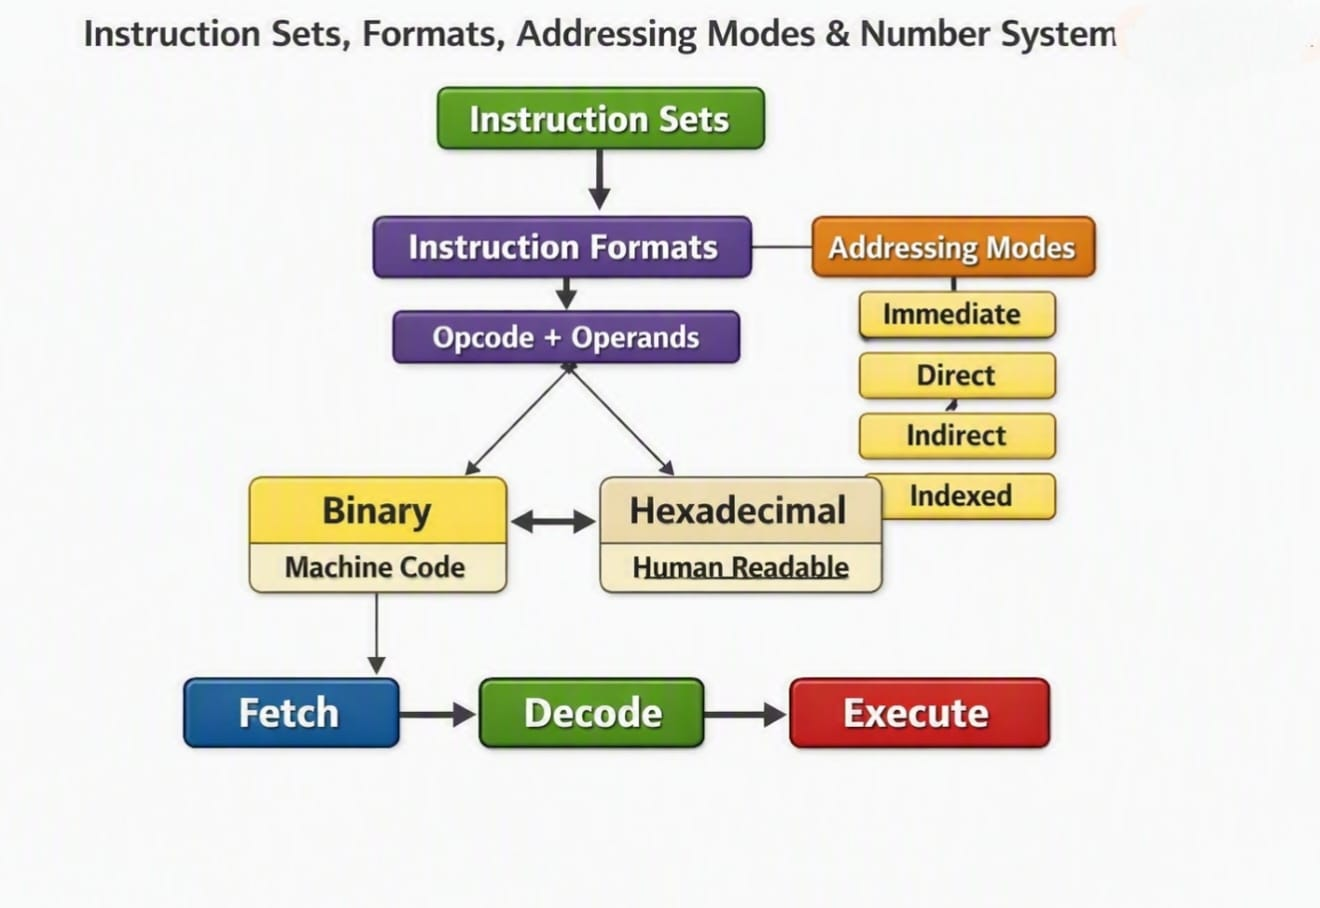 Instruction Sets, Formats, Addressing Modes & Number System
Instruction Sets
Instruction Formats
Addressing Modes
Opcode + Operands
Immediate
Direct
Indirect
Indexed
Binary
Machine Code
Hexadecimal
Human Readable
Fetch
Decode
Execute